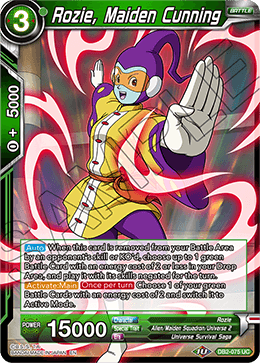 3
Rozie, Maiden Cunning
BATTLE
+ 5000
Auto When this card is removed from your Battle Area
by an opponent's skill or KO'd, choose up to 1 green
Battle Card with an energy cost of 2 or less in your Drop
Area, and play it with its skills negated for the turn.
Activate:Main Once per turn Choose 1 of your green
Battle Cards with an energy cost of 2 and switch it to
Active Mode.
POWER
15000
Character
Rozie
Alien/Maiden Squadron/Universe 2
Universe Survival Saga
DB2-075 UC